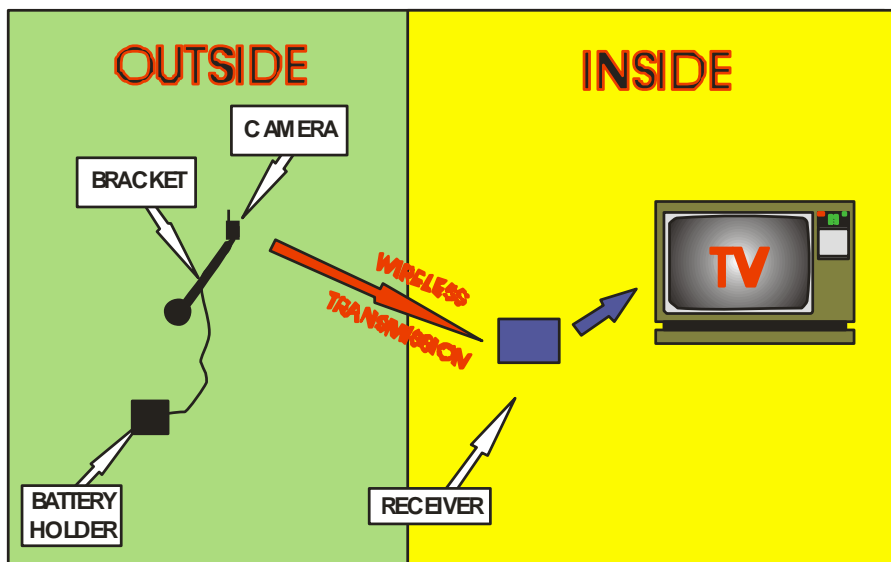 OUTSIDE
INSIDE
CAMERA
BRACKET
TV
WIRELESS
TRANSMISSION
BATTERY
HOLDER
RECEIVER